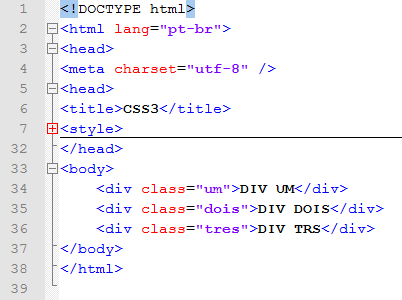 1 <!DOCTYPE html>
2 <html lang="pt-br">
3 <head>
4 <meta charset="utf-8" />
5 <head>
6 <title>CSS3</title>
7 <style>
32 </head>
33 <body>
34 <div class="um">DIV UM</div>
35 <div class="dois">DIV DOIS</div>
36 <div class="tres">DIV TRS</div>
37 </body>
38 </html>
39